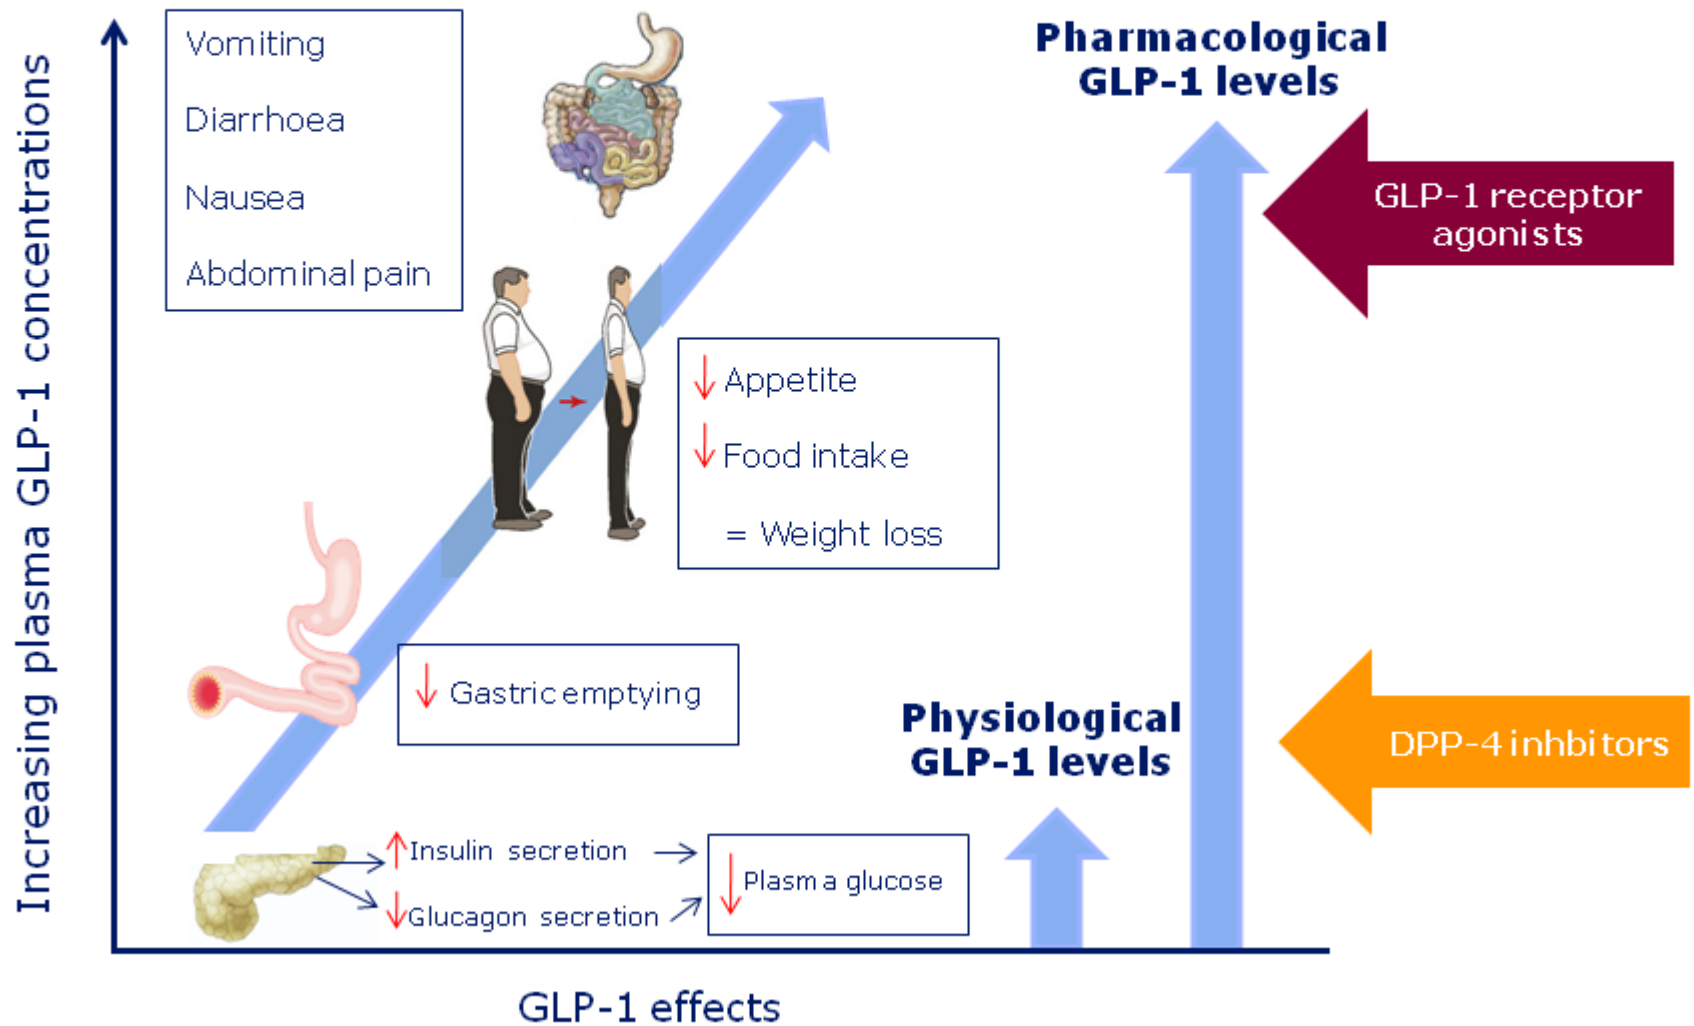 Increasing plasma GLP-1 concentrations
Vomiting
Diarrhoea
Nausea
Abdominal pain
Pharmacological
GLP-1 levels
GLP-1 receptor
agonists
↓ Appetite
↓ Food intake
= Weight loss
↓ Gastric emptying
Physiological
GLP-1 levels
DPP-4 inhbitors
↑ Insulin secretion
↓ Glucagon secretion
↓ Plasma glucose
GLP-1 effects